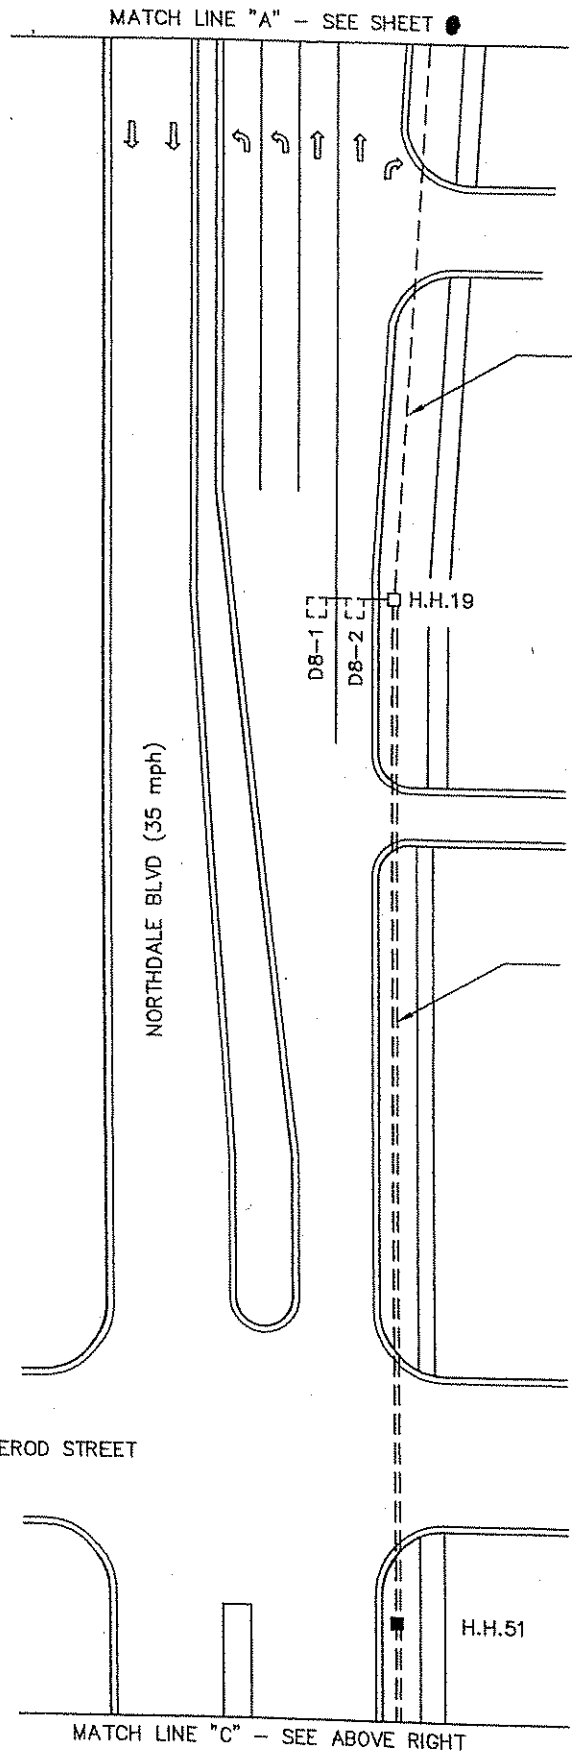 MATCH LINE "A" – SEE SHEET
H.H.19
D8-1
D8-2
NORTHDALE BLVD (35 mph)
EROD STREET
H.H.51
MATCH LINE "C" – SEE ABOVE RIGHT